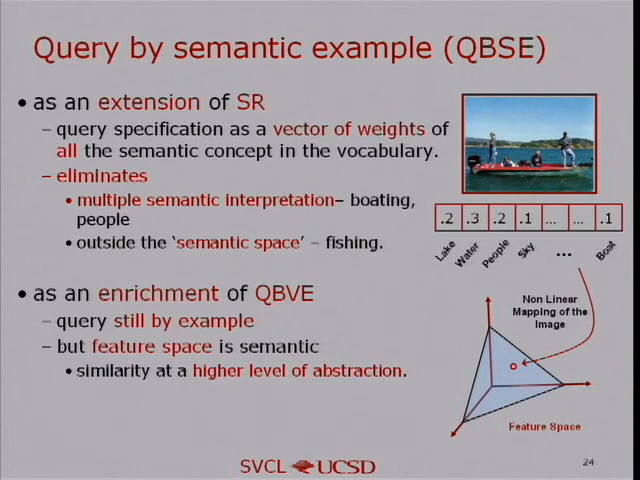 Query by semantic example (QBSE)
• as an extension of SR
– query specification as a vector of weights of
all the semantic concept in the vocabulary.
– eliminates
• multiple semantic interpretation– boating,
people
• outside the ‘semantic space’ – fishing.
.2 .3 .2 .1 ... ... .1
Lake Water People Sky ... Boat
• as an enrichment of QBVE
– query still by example
– but feature space is semantic
• similarity at a higher level of abstraction.
Non Linear
Mapping of the
Image
Feature Space
SVCL UCSD
24